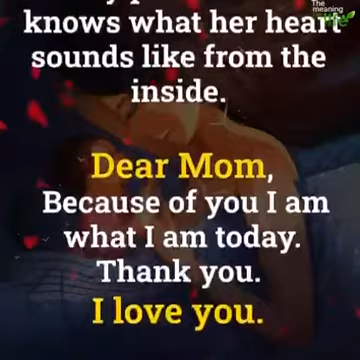 The
meaning
life
knows what her heart
sounds like from the
inside.
Dear Mom,
Because of you I am
what I am today.
Thank you.
I love you.